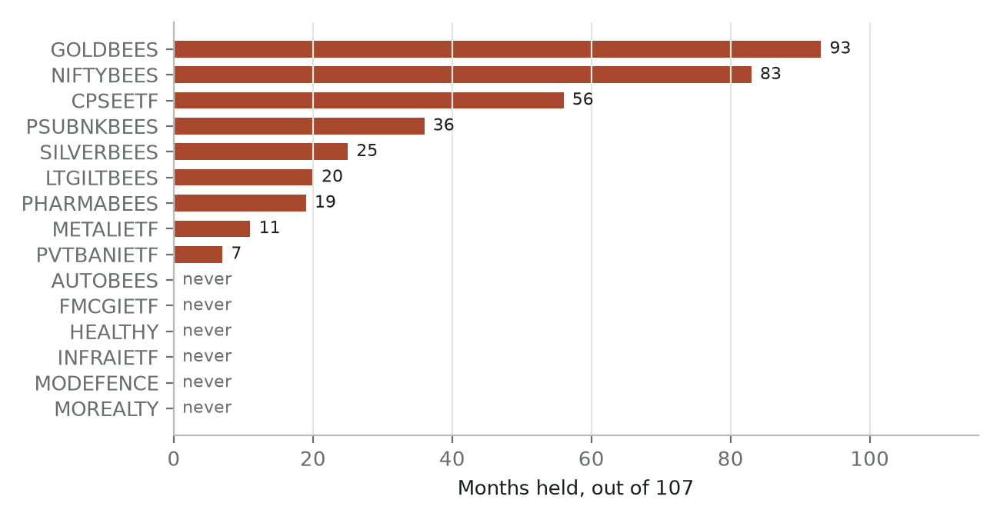 GOLDBEES 93
NIFTYBEES 83
CPSEETF 56
PSUBNKBEES 36
SILVERBEES 25
LTGILTBEES 20
PHARMABEES 19
METALIETF 11
PVTBANIETF 7
AUTOBEES never
FMCGIETF never
HEALTHY never
INFRAIETF never
MODEFENCE never
MOREALTY never
0 20 40 60 80 100
Months held, out of 107